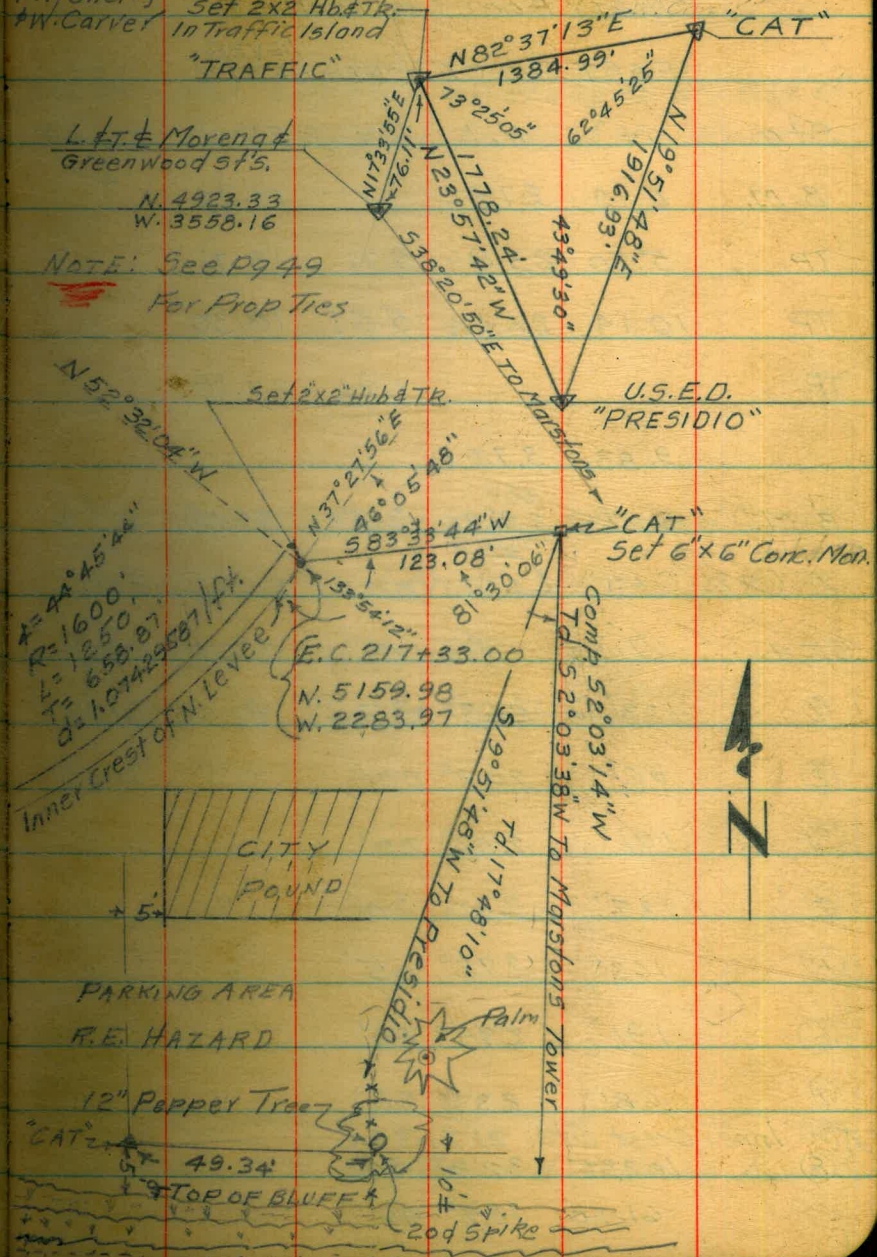 & W. Carver
Set 2x2 Hb. & Tr.
In Traffic Island
"TRAFFIC"
"CAT"
N82°37'13"E
1384.99'
73°25'05"
62°45'25"
N19°51'48"E
1916.93'
L. & T. & Morena &
Greenwood St's.
N17°33'55"E
76.11'
N. 4923.33
W. 3558.16
1778.24'
N23°57'42"W
43°49'30"
S38°20'50"E TO Marstons
NOTE: See Pg 49
For Prop Ties
U.S.E.D.
"PRESIDIO"
N52°32'04"W
Set 2"x2" Hub & TR.
N37°27'56"E
46°05'48"
S83°33'44"W
123.08'
133°54'12"
81°30'06"
"CAT"
Set 6"x6" Conc. Mon.
44°45'44"
R=1600'
L=1250'
T= 658.87'
d=1.07429587'/ft.
Inner Crest of N. Levee
E.C. 217+33.00
N. 5159.98
W. 2283.97
S19°51'48"W To Presidio
Td. 17°48'10"
Td S2°03'38"W To Marstons Tower
Comp S2°03'14"W
N
CITY
POUND
5'
PARKING AREA
R.E. HAZARD
Palm
12" Pepper Tree
"CAT"
49.34'
5'
10'±
TOP OF BLUFF
20d Spike